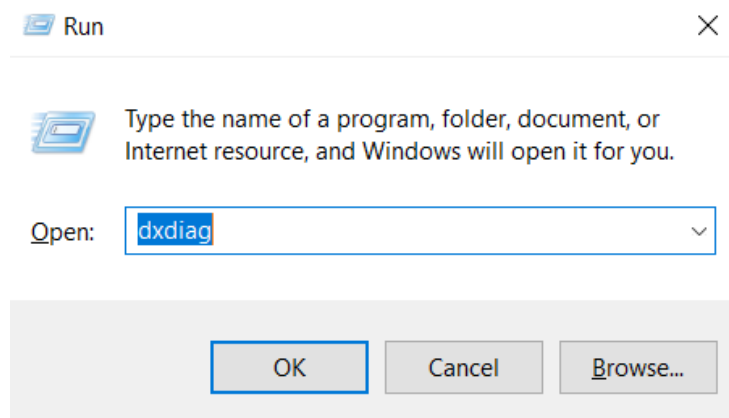 Run
Type the name of a program, folder, document, or
Internet resource, and Windows will open it for you.
Open: dxdiag
OK Cancel Browse...